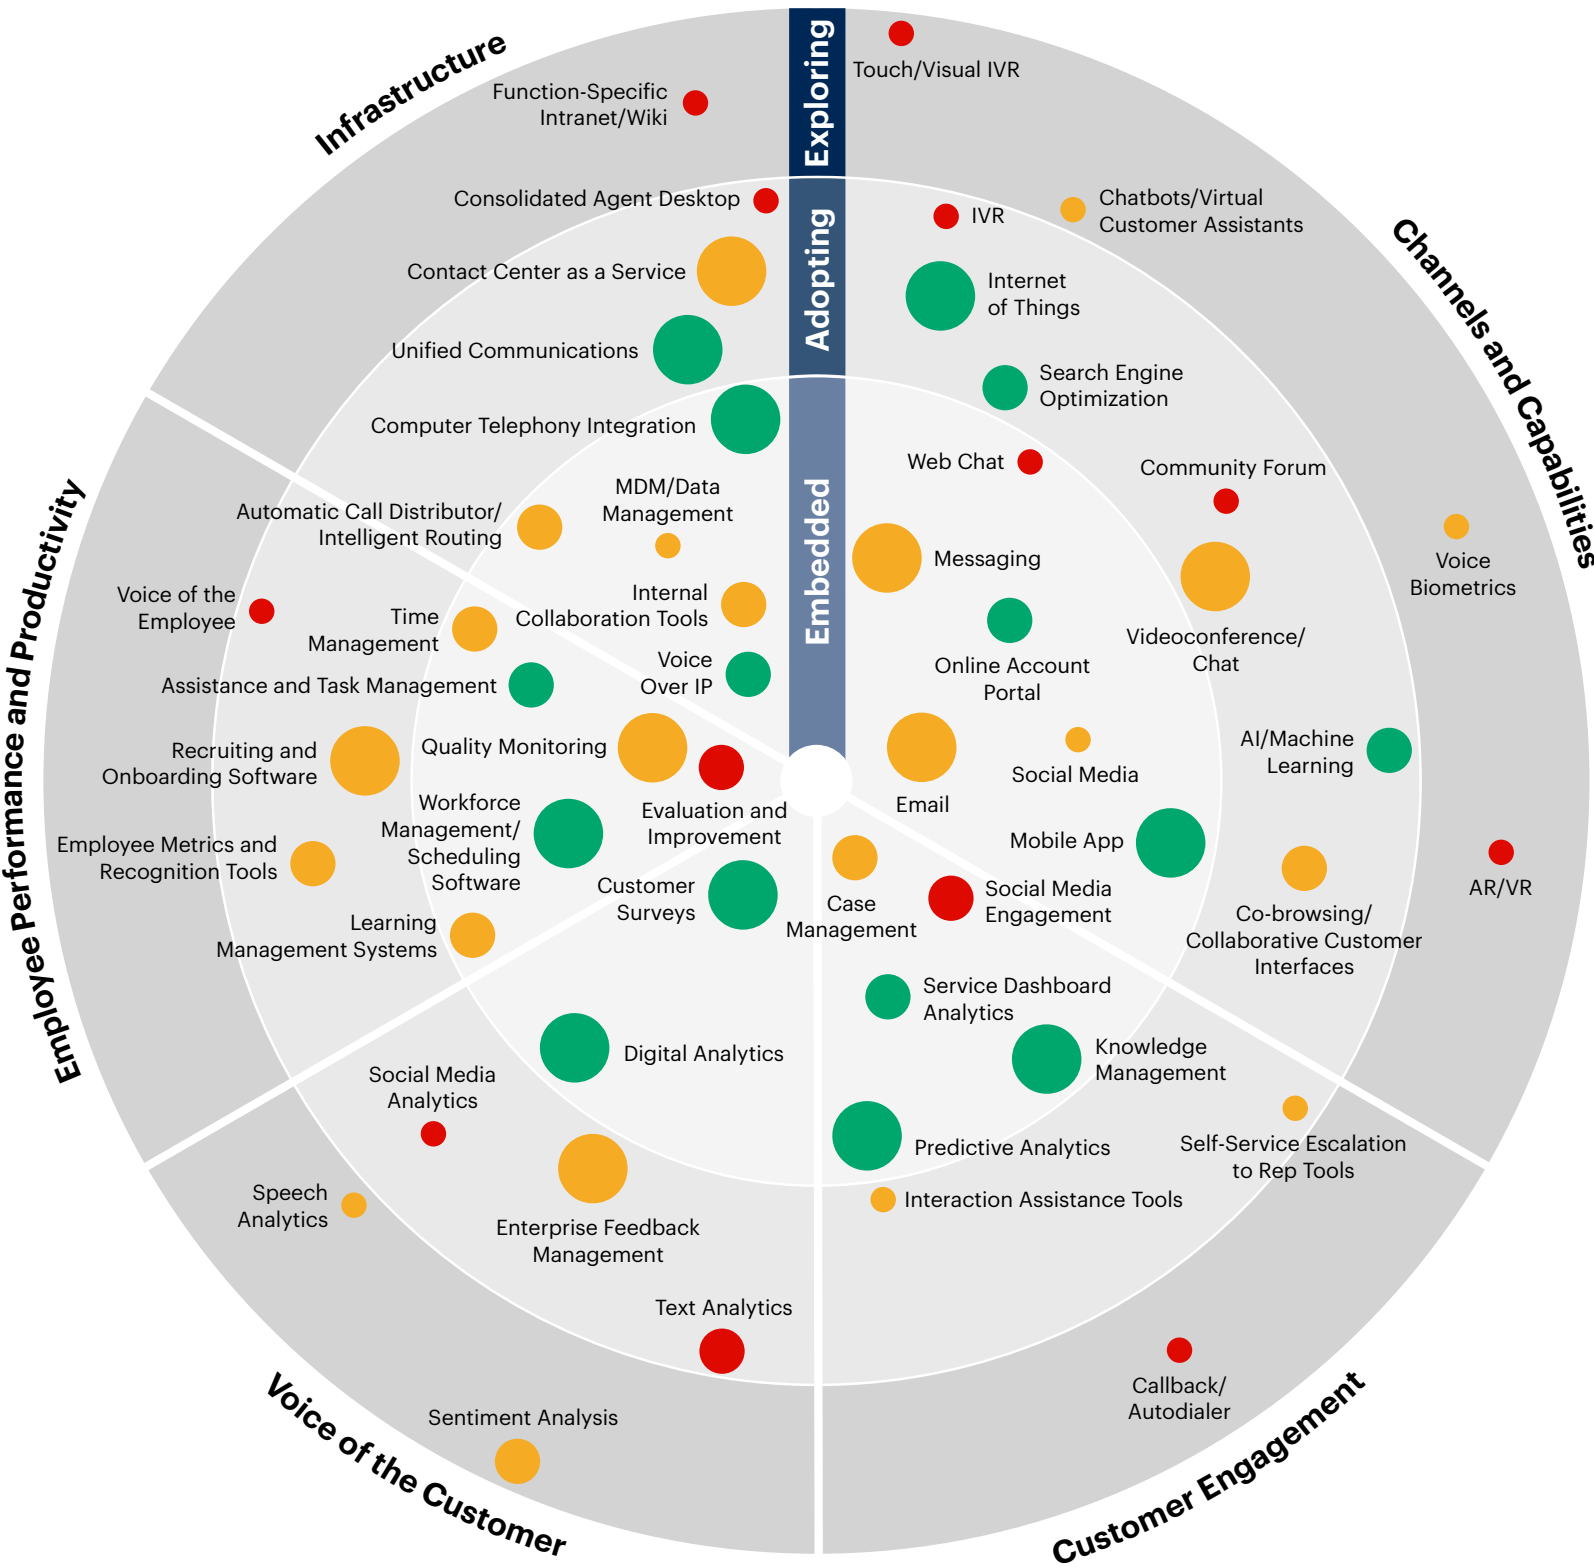 Exploring
Adopting
Embedded
Infrastructure
Function-Specific
Intranet/Wiki
Consolidated Agent Desktop
Contact Center as a Service
Unified Communications
Computer Telephony Integration
Automatic Call Distributor/
Intelligent Routing
MDM/Data
Management
Internal
Collaboration Tools
Voice
Over IP
Channels and Capabilities
Touch/Visual IVR
IVR
Chatbots/Virtual
Customer Assistants
Internet
of Things
Search Engine
Optimization
Web Chat
Community Forum
Messaging
Voice
Biometrics
Videoconference/
Chat
Online Account
Portal
Email
Social Media
AI/Machine
Learning
Mobile App
AR/VR
Co-browsing/
Collaborative Customer
Interfaces
Employee Performance and Productivity
Voice of the
Employee
Time
Management
Assistance and Task Management
Recruiting and
Onboarding Software
Quality Monitoring
Evaluation and
Improvement
Workforce
Management/
Scheduling
Software
Employee Metrics and
Recognition Tools
Learning
Management Systems
Voice of the Customer
Customer
Surveys
Digital Analytics
Social Media
Analytics
Speech
Analytics
Enterprise Feedback
Management
Text Analytics
Sentiment Analysis
Customer Engagement
Case
Management
Social Media
Engagement
Service Dashboard
Analytics
Knowledge
Management
Predictive Analytics
Self-Service Escalation
to Rep Tools
Interaction Assistance Tools
Callback/
Autodialer